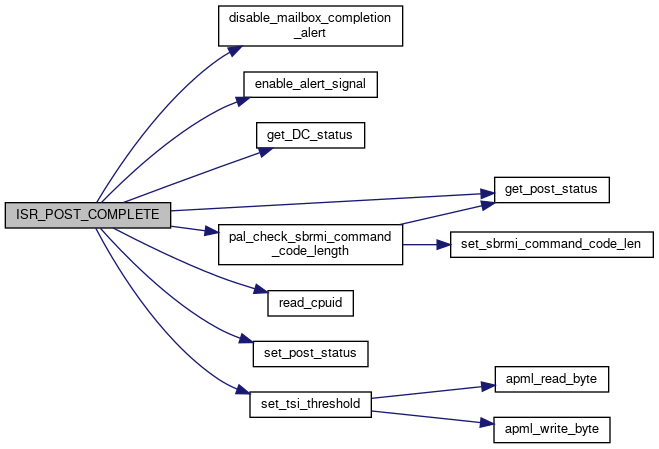 disable_mailbox_completion
_alert
enable_alert_signal
get_DC_status
get_post_status
ISR_POST_COMPLETE
pal_check_sbrmi_command
_code_length
set_sbrmi_command_code_len
read_cpuid
set_post_status
apml_read_byte
set_tsi_threshold
apml_write_byte